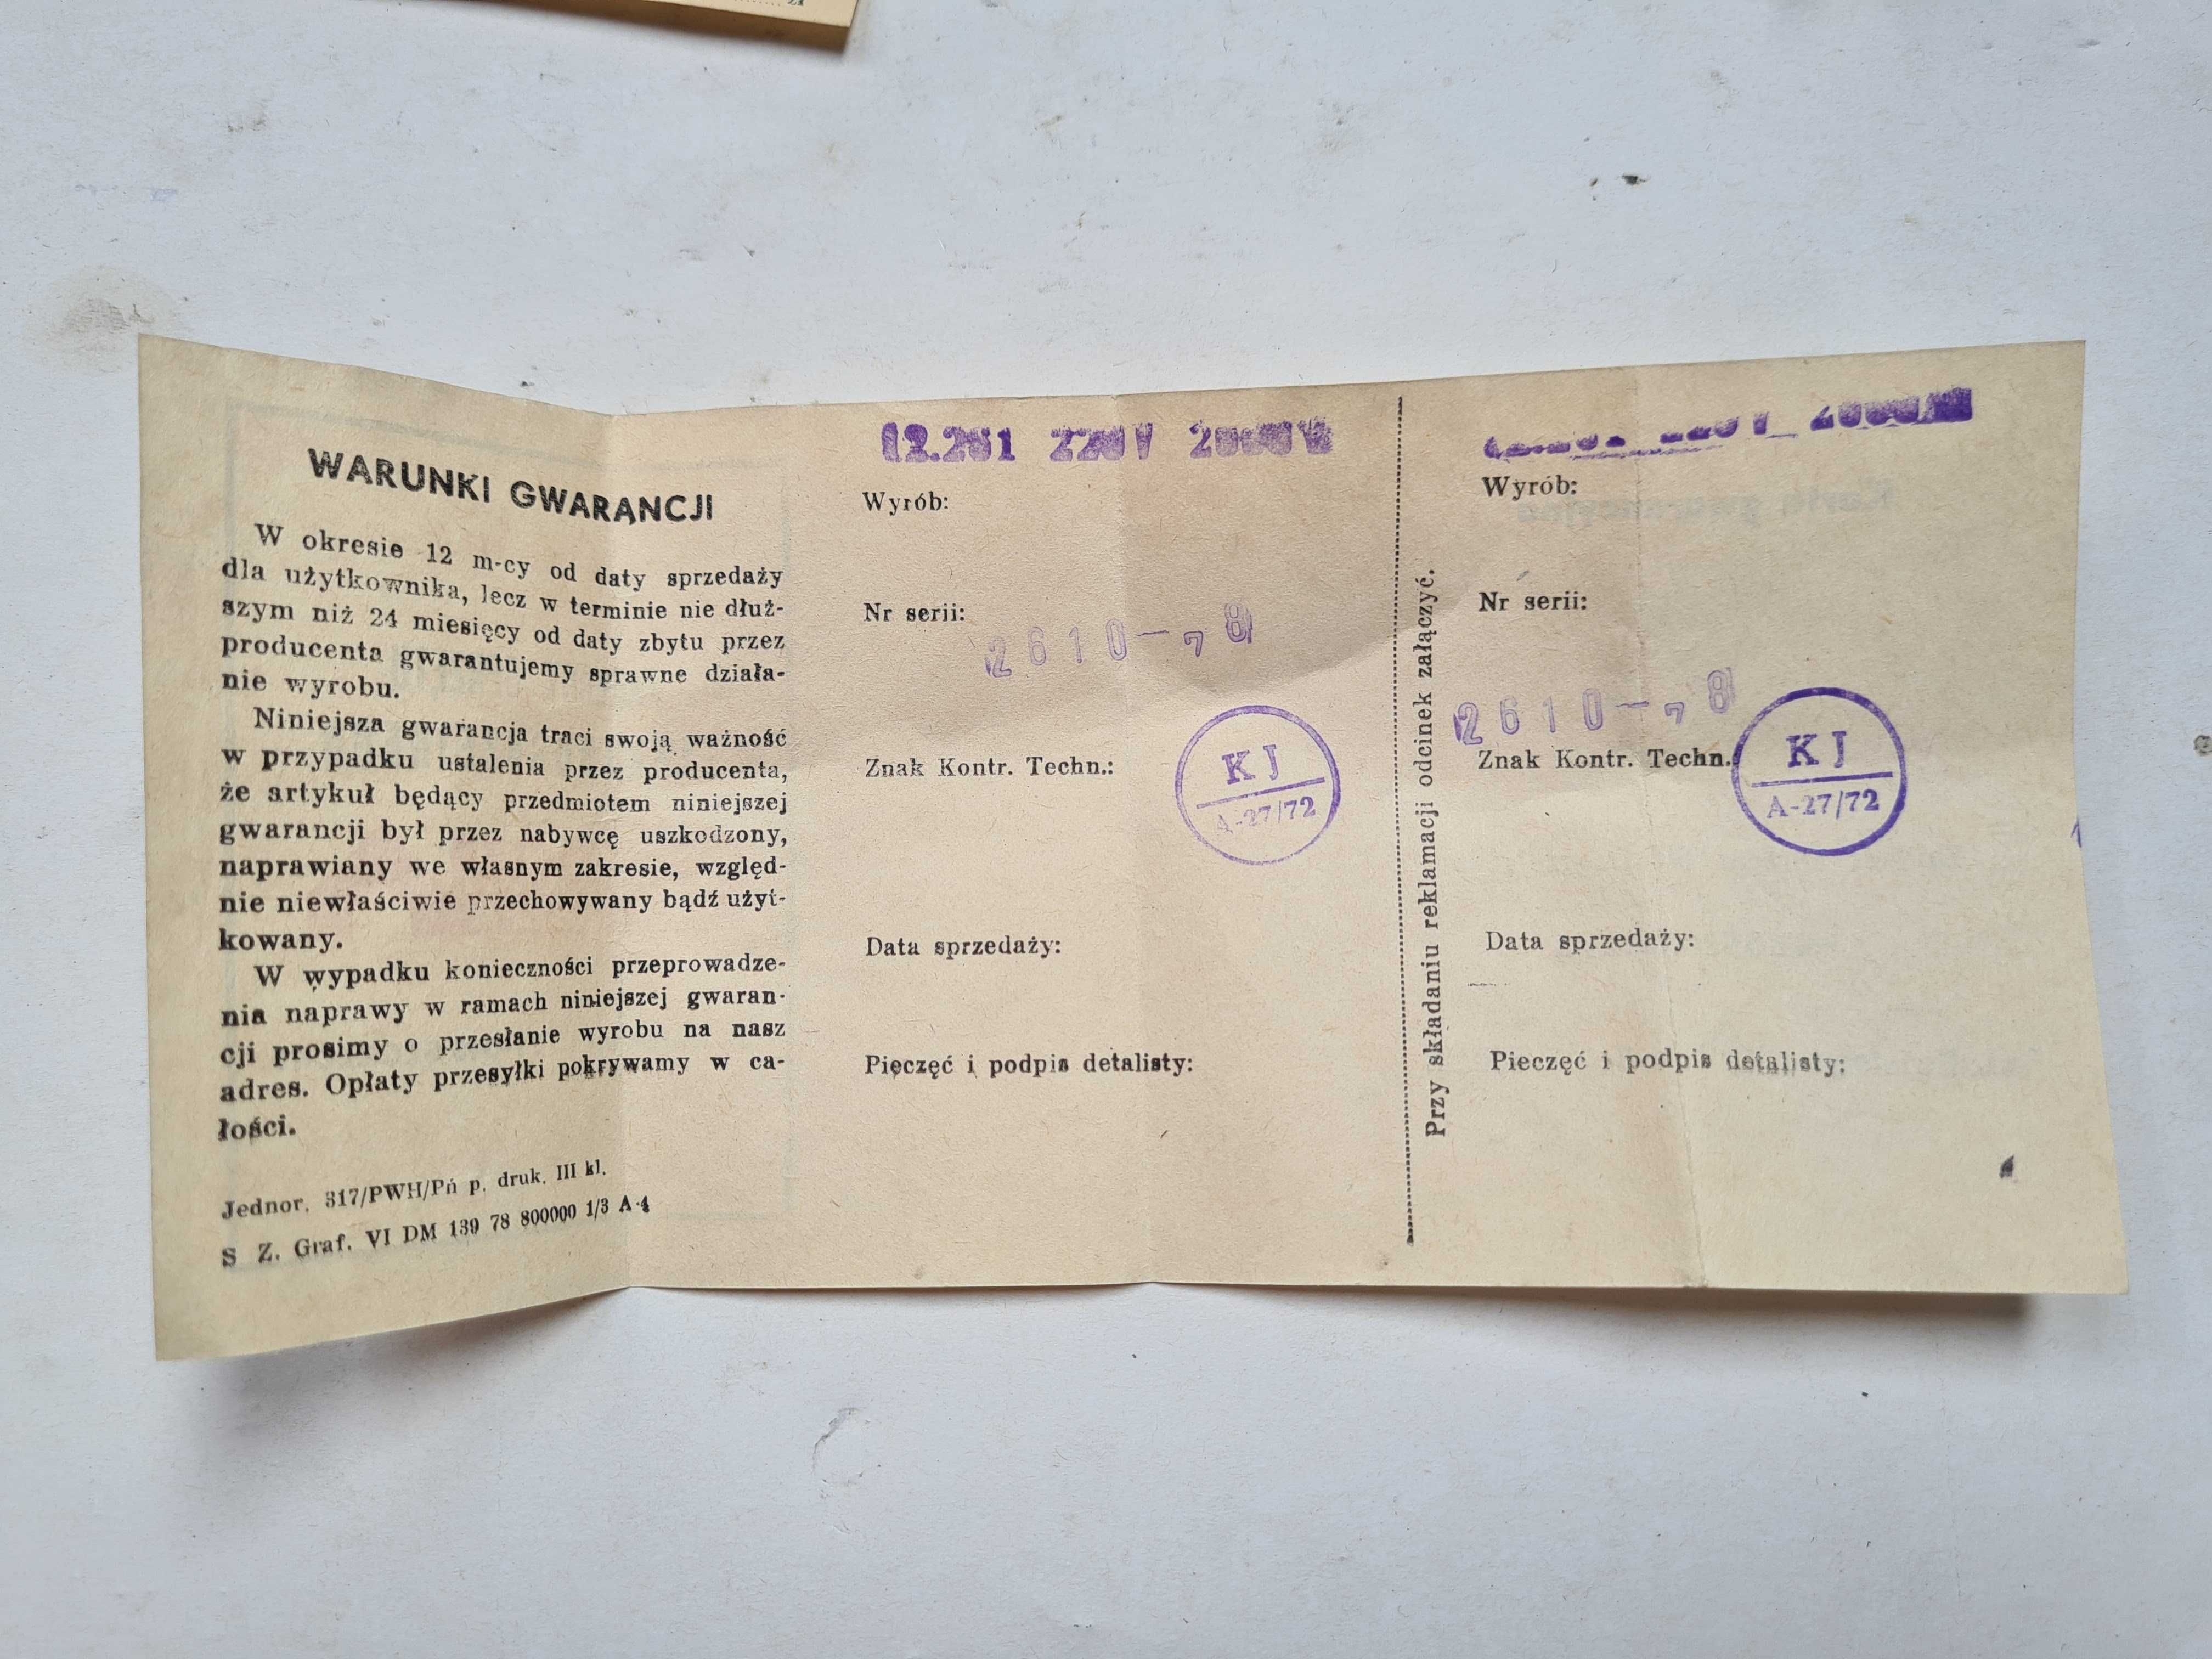 WARUNKI GWARANCJI
W okresie 12 m-cy od daty sprzedaży
dla użytkownika, lecz w terminie nie dłuż-
szym niż 24 miesięcy od daty zbytu przez
producenta gwarantujemy sprawne działa-
nie wyrobu.
Niniejsza gwarancja traci swoją ważność
w przypadku ustalenia przez producenta,
że artykuł będący przedmiotem niniejszej
gwarancji był przez nabywcę uszkodzony,
naprawiany we własnym zakresie, względ-
nie niewłaściwie przechowywany bądź użyt-
kowany.
W wypadku konieczności przeprowadze-
nia naprawy w ramach niniejszej gwaran-
cji prosimy o przesłanie wyrobu na nasz
adres. Opłaty przesyłki pokrywamy w ca-
łości.
Jednor. 317/PWH/Pń p. druk. III kl.
S Z. Graf. VI DM 139 78 800000 1/3 A-4
12.261 220V 2000W
Wyrób:
Nr serii:
2610-78
Znak Kontr. Techn.:
KJ
A-27/72
Data sprzedaży:
Pieczęć i podpis detalisty:
Przy składaniu reklamacji odcinek załączyć.
Wyrób:
Nr serii:
2610-78
Znak Kontr. Techn.
KJ
A-27/72
Data sprzedaży:
Pieczęć i podpis detalisty: